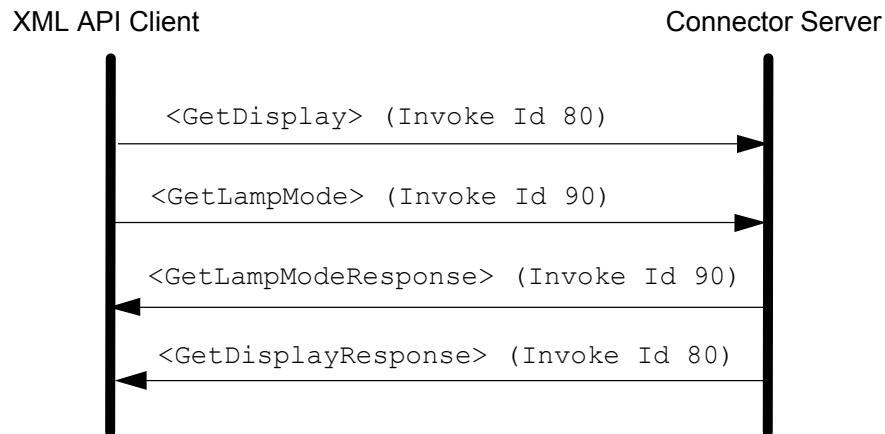 XML API Client
Connector Server
<GetDisplay> (Invoke Id 80)
<GetLampMode> (Invoke Id 90)
<GetLampModeResponse> (Invoke Id 90)
<GetDisplayResponse> (Invoke Id 80)